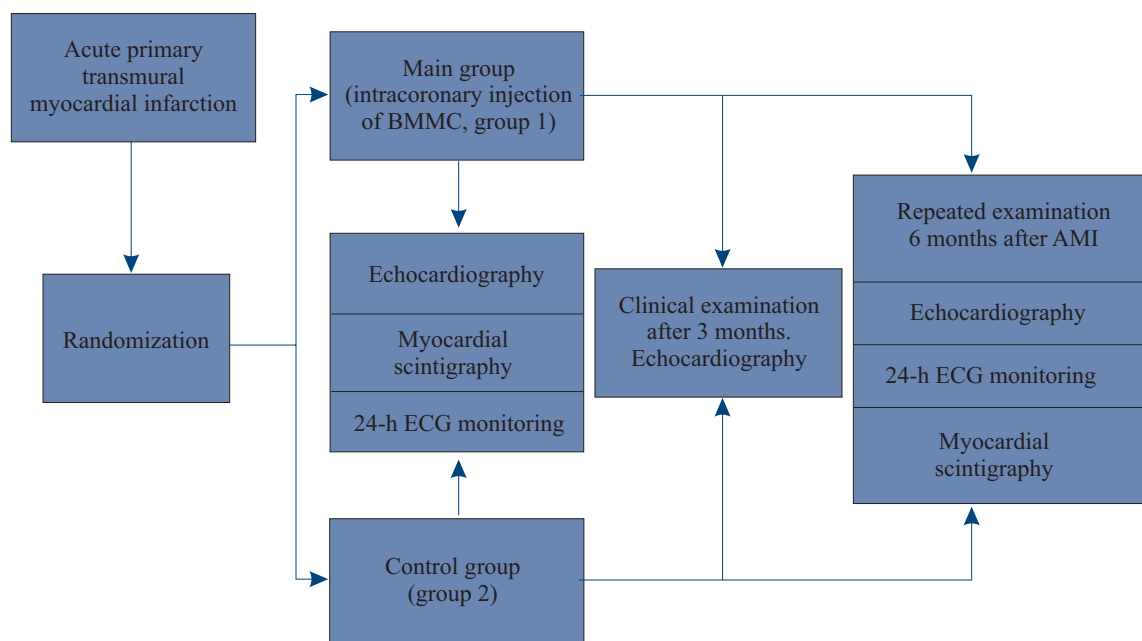 Acute primary
transmural
myocardial infarction
Randomization
Main group
(intracoronary injection
of BMMC, group 1)
Echocardiography
Myocardial
scintigraphy
24-h ECG monitoring
Control group
(group 2)
Clinical examination
after 3 months.
Echocardiography
Repeated examination
6 months after AMI
Echocardiography
24-h ECG monitoring
Myocardial
scintigraphy